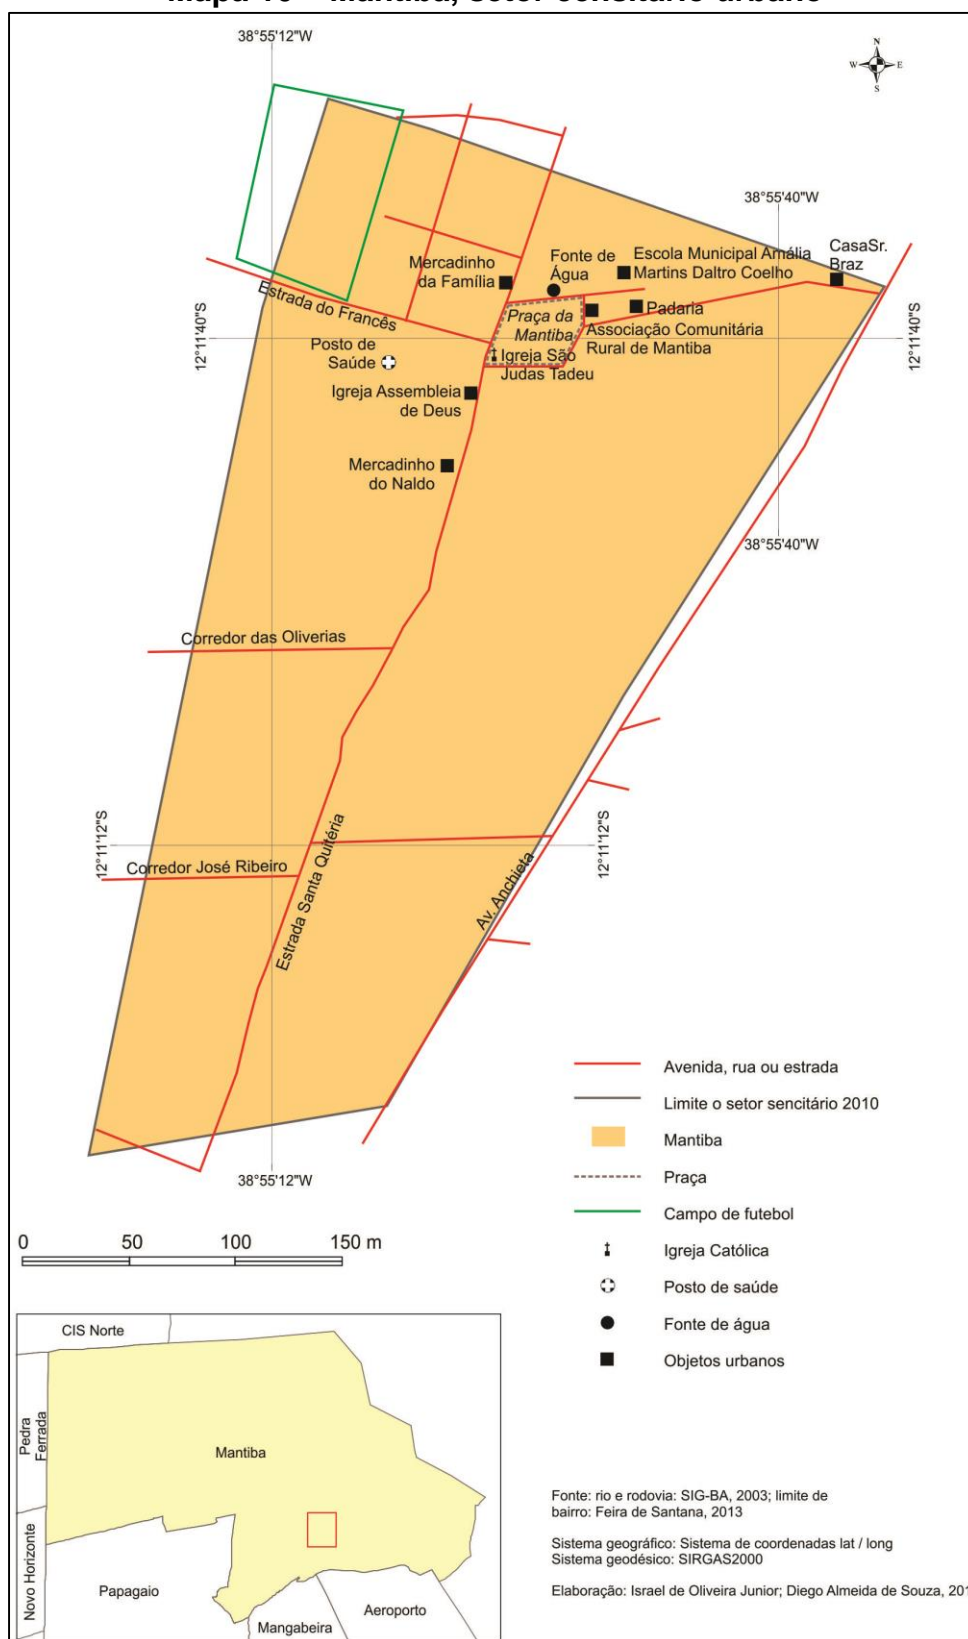 38°55'12"W
N
W E
S
38°55'40"W
Mercadinho
da Família
Fonte de
Água
Escola Municipal Amália
Martins Daltro Coelho
CasaSr.
Braz
Estrada do Francês
Praça da
Mantiba
Padaria
Associação Comunitária
Rural de Mantiba
12°11'40"S
12°11'40"S
Posto de
Saúde
Igreja São
Judas Tadeu
Igreja Assembleia
de Deus
Mercadinho
do Naldo
38°55'40"W
Corredor das Oliverias
12°11'12"S
12°11'12"S
Corredor José Ribeiro
Estrada Santa Quitéria
Av. Anchieta
38°55'12"W
Avenida, rua ou estrada
Limite o setor sencitário 2010
Mantiba
Praça
Campo de futebol
Igreja Católica
Posto de saúde
Fonte de água
Objetos urbanos
0 50 100 150 m
CIS Norte
Pedra
Ferrada
Mantiba
Novo Horizonte
Papagaio
Mangabeira
Aeroporto
Fonte: rio e rodovia: SIG-BA, 2003; limite de
bairro: Feira de Santana, 2013
Sistema geográfico: Sistema de coordenadas lat / long
Sistema geodésico: SIRGAS2000
Elaboração: Israel de Oliveira Junior; Diego Almeida de Souza, 201